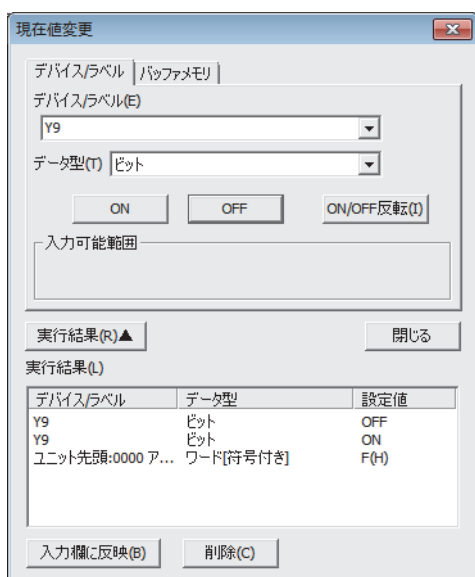 現在値変更
デバイス/ラベル バッファメモリ
デバイス/ラベル(E)
Y9
データ型(T) ビット
ON OFF ON/OFF反転(I)
入力可能範囲
実行結果(R)▲ 閉じる
実行結果(L)
デバイス/ラベル データ型 設定値
Y9 ビット OFF
Y9 ビット ON
ユニット先頭:0000 ア... ワード[符号付き] F(H)
入力欄に反映(B) 削除(C)